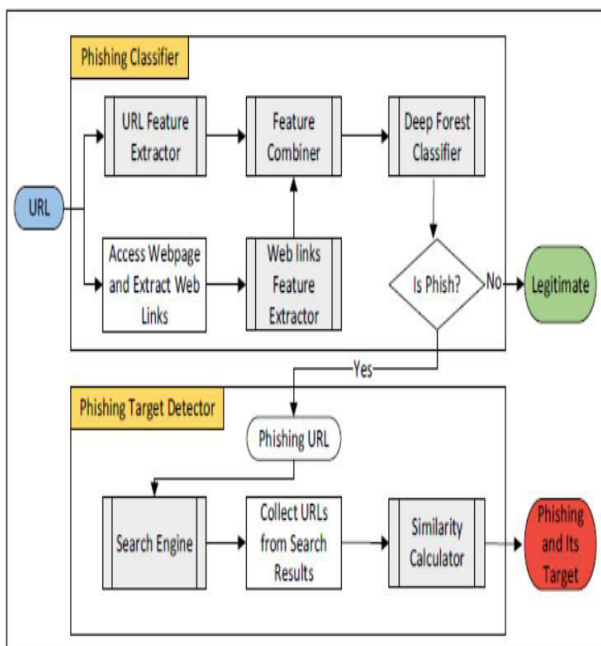 Phishing Classifier
URL Feature
Extractor
Feature
Combiner
Deep Forest
Classifier
URL
Access Webpage
and Extract Web
Links
Web links
Feature
Extractor
Is Phish?
No
Legitimate
Yes
Phishing Target Detector
Phishing URL
Search Engine
Collect URLs
from Search
Results
Similarity
Calculator
Phishing
and Its
Target